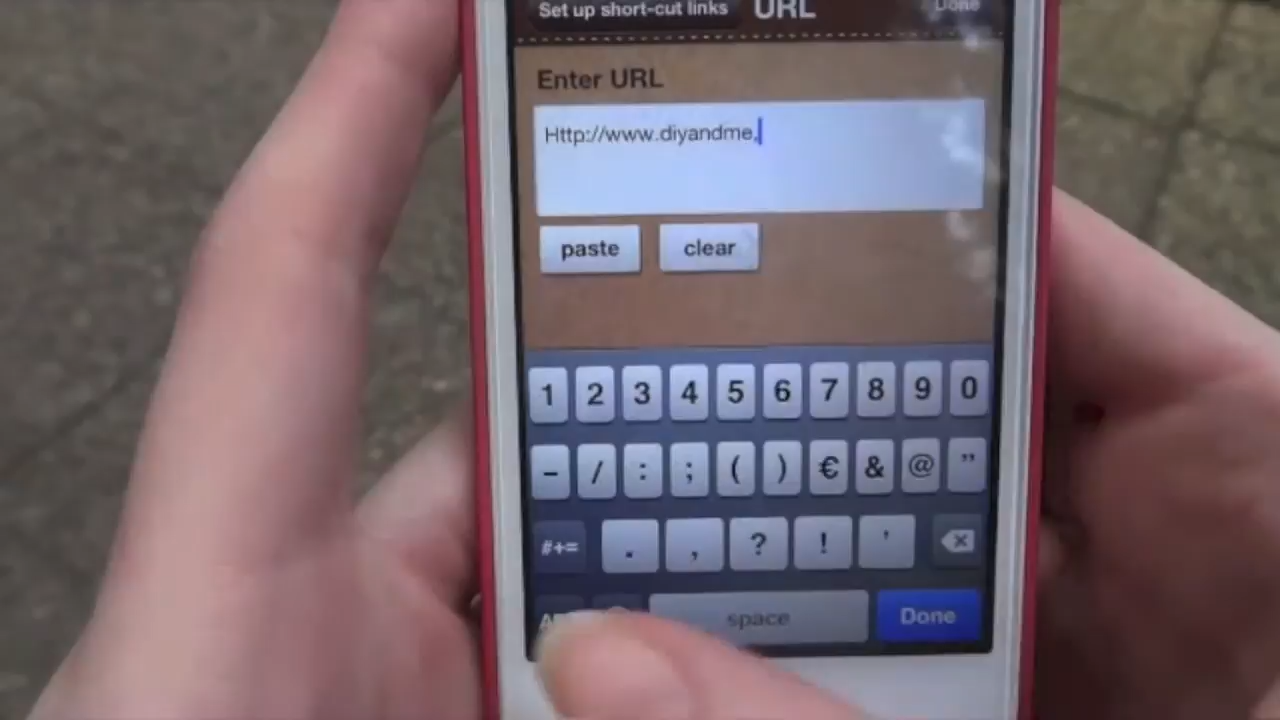 Set up short-cut links URL Done
Enter URL
Http://www.diyandme.
paste clear
1 2 3 4 5 6 7 8 9 0
- / : ; ( ) € & @ "
#+= . , ? ! '
space Done